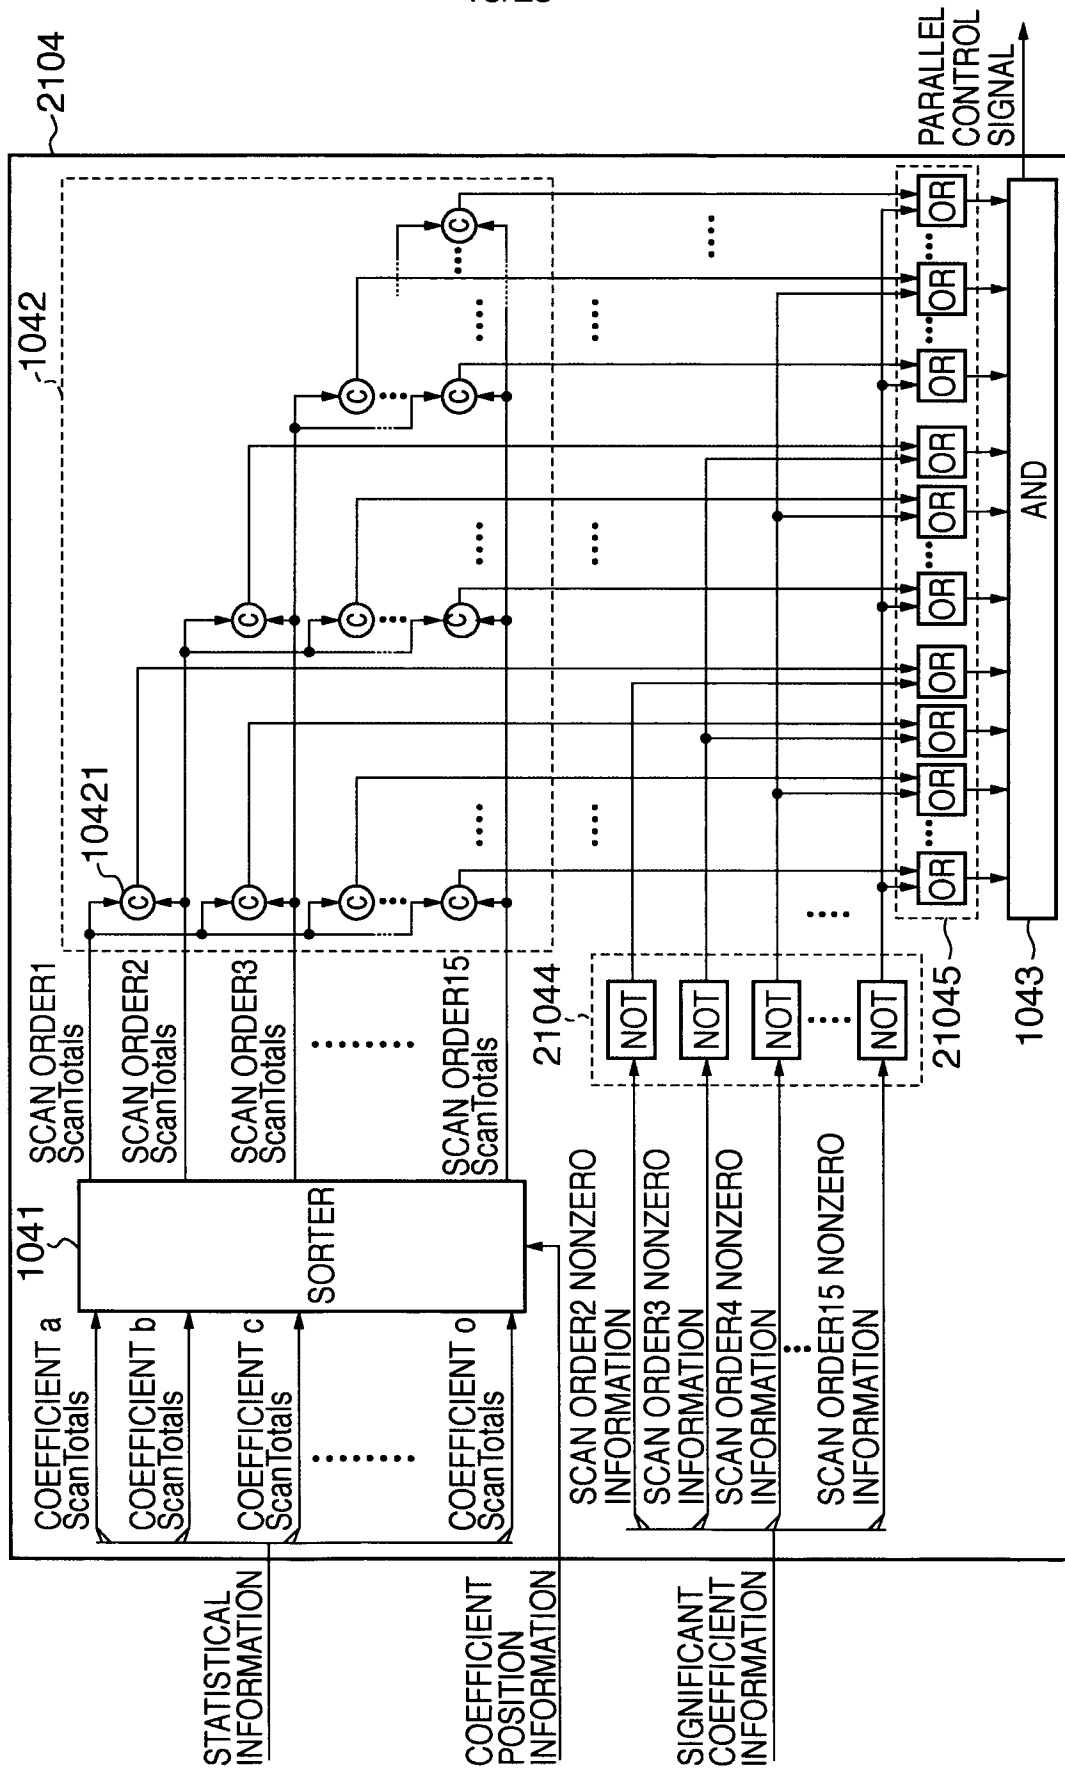 2104
1042
10421
1041
COEFFICIENT a
ScanTotals
COEFFICIENT b
ScanTotals
COEFFICIENT c
ScanTotals
COEFFICIENT o
ScanTotals
SORTER
SCAN ORDER1
ScanTotals
SCAN ORDER2
ScanTotals
SCAN ORDER3
ScanTotals
SCAN ORDER15
ScanTotals
C
C
C
C
C
C
C
C
C
C
STATISTICAL
INFORMATION
COEFFICIENT
POSITION
INFORMATION
SIGNIFICANT
COEFFICIENT
INFORMATION
SCAN ORDER2 NONZERO
INFORMATION
SCAN ORDER3 NONZERO
INFORMATION
SCAN ORDER4 NONZERO
INFORMATION
SCAN ORDER15 NONZERO
INFORMATION
21044
NOT
NOT
NOT
NOT
OR
OR
OR
OR
OR
OR
OR
OR
OR
OR
21045
AND
1043
PARALLEL
CONTROL
SIGNAL